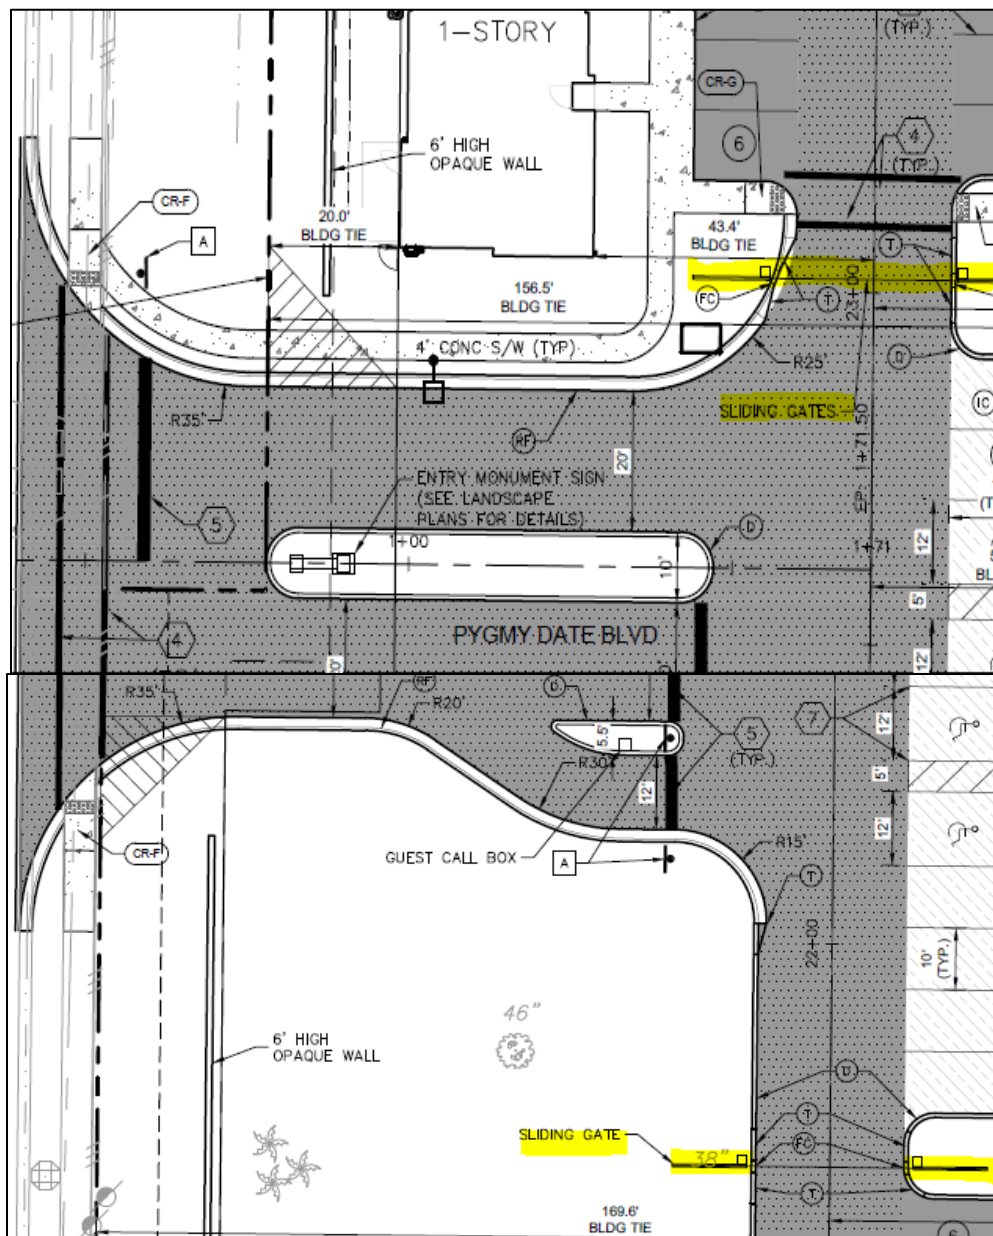 1-STORY
(TYP.)
CR-G
6
4
(TYP.)
6' HIGH
OPAQUE WALL
CR-F
A
20.0'
BLDG TIE
43.4'
BLDG TIE
T
FC
T
23+00
156.5'
BLDG TIE
4' CONC S/W (TYP)
R25'
D
R35'
SLIDING GATES
IC
RF
20'
EP: 1+71.50
ENTRY MONUMENT SIGN
(SEE LANDSCAPE
PLANS FOR DETAILS)
5
D
1+00
10'
1+71
12'
5'
BL
4
PYGMY DATE BLVD
12'
R35'
RF
R20'
D
5.5'
5
(TYP.)
7
12'
R30'
5'
12'
12'
CR-F
GUEST CALL BOX
A
R15'
T
22+00
10'
(TYP.)
46"
6' HIGH
OPAQUE WALL
D
T
SLIDING GATE
FC
38"
T
169.6'
BLDG TIE
6